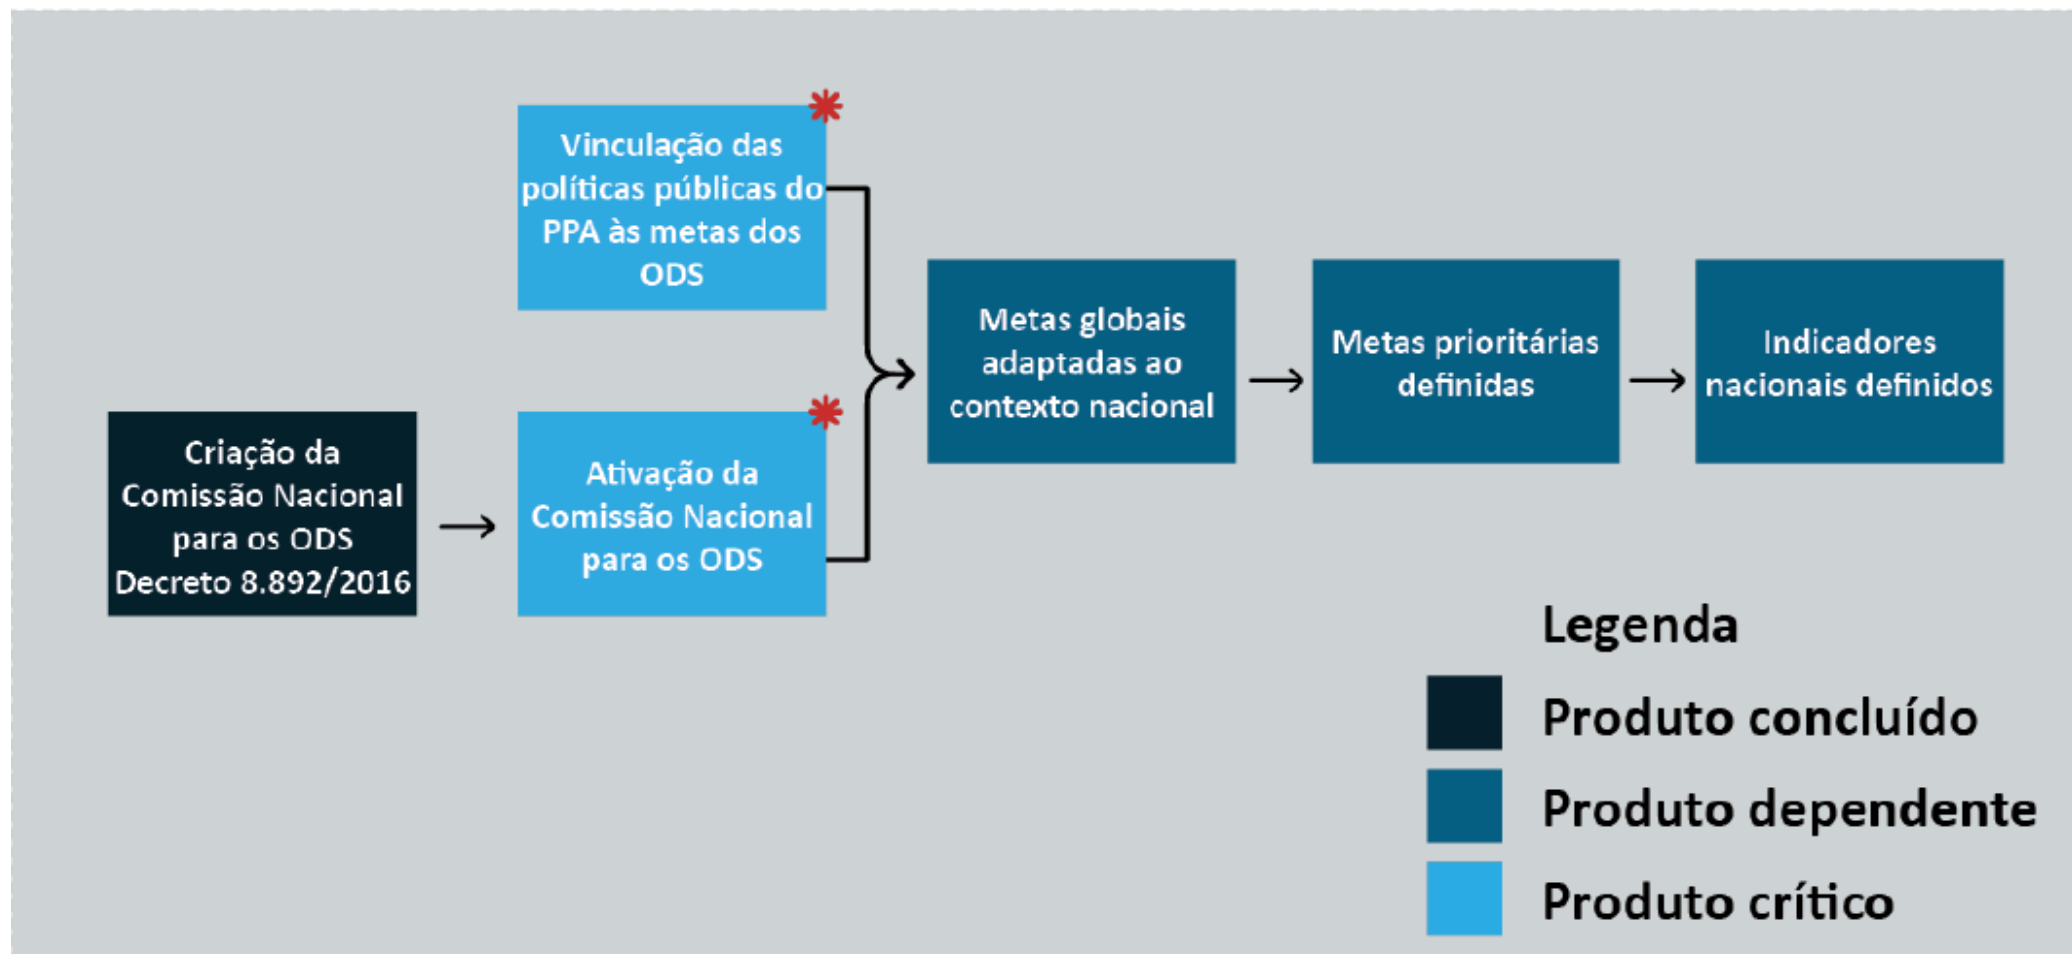 Vinculação das
políticas públicas do
PPA às metas dos
ODS
Criação da
Comissão Nacional
para os ODS
Decreto 8.892/2016
Ativação da
Comissão Nacional
para os ODS
Metas globais
adaptadas ao
contexto nacional
Metas prioritárias
definidas
Indicadores
nacionais definidos
Legenda
Produto concluído
Produto dependente
Produto crítico